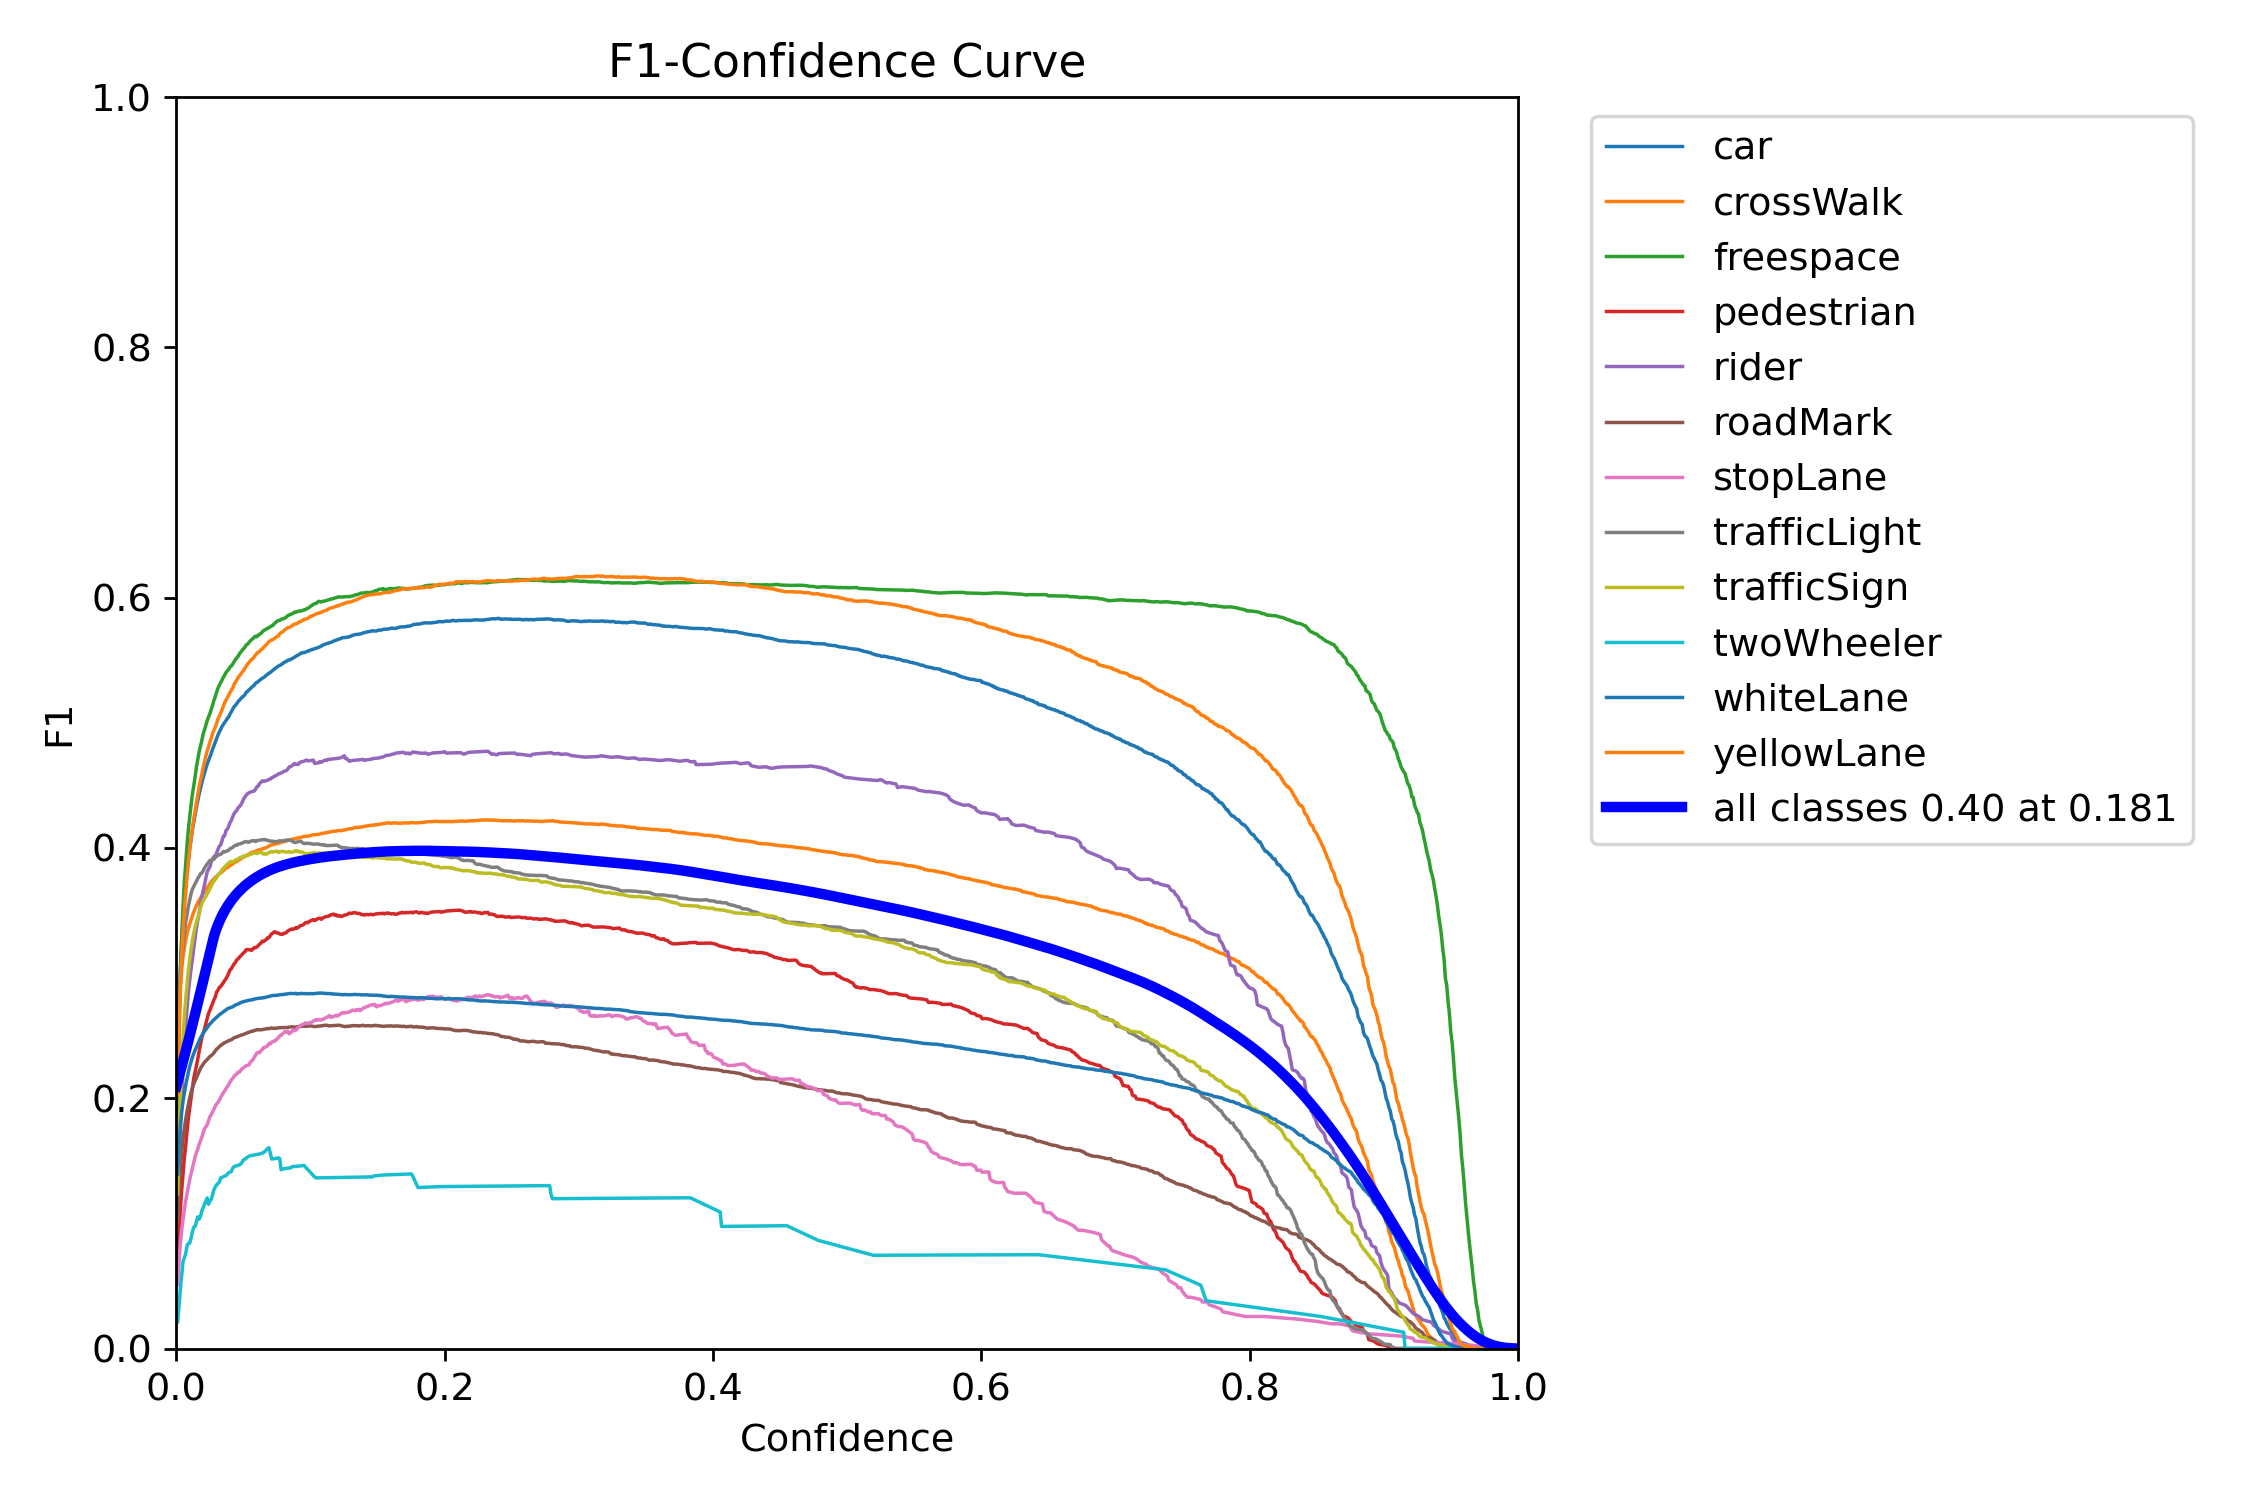 F1-Confidence Curve
1.0
0.8
0.6
0.4
0.2
0.0
F1
0.0 0.2 0.4 0.6 0.8 1.0
Confidence
car
crossWalk
freespace
pedestrian
rider
roadMark
stopLane
trafficLight
trafficSign
twoWheeler
whiteLane
yellowLane
all classes 0.40 at 0.181